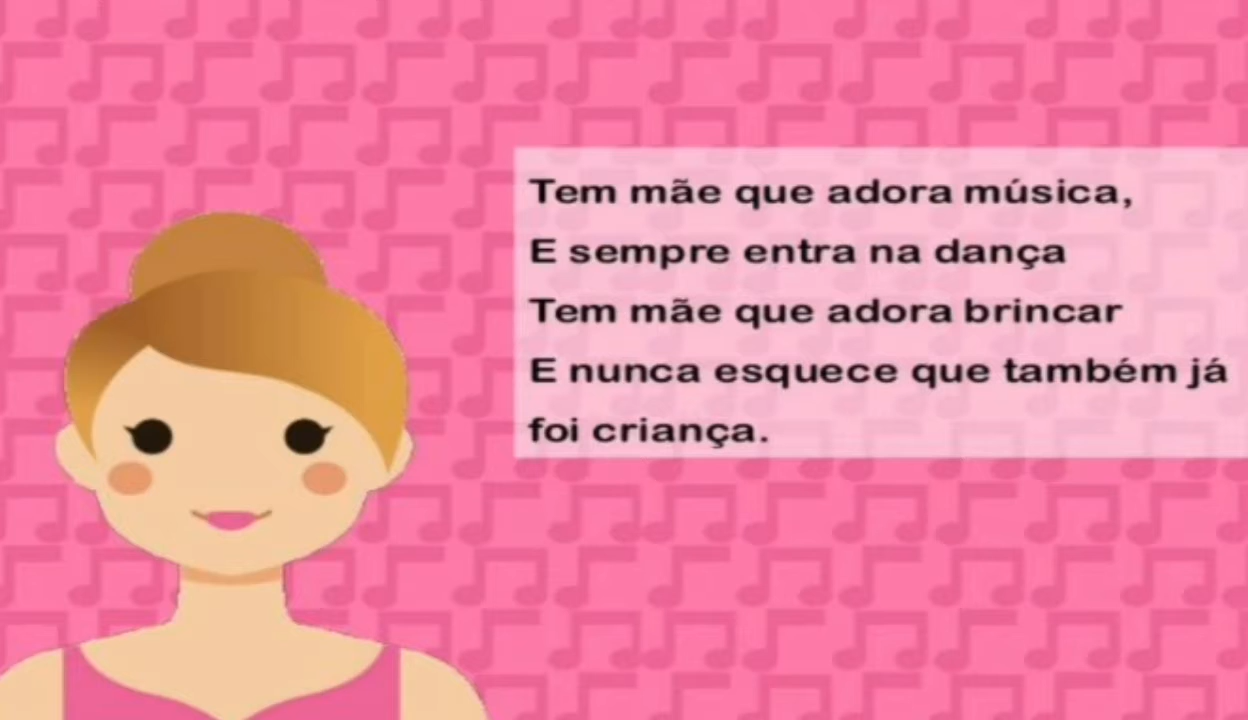 Tem mãe que adora música,
E sempre entra na dança
Tem mãe que adora brincar
E nunca esquece que também já
foi criança.